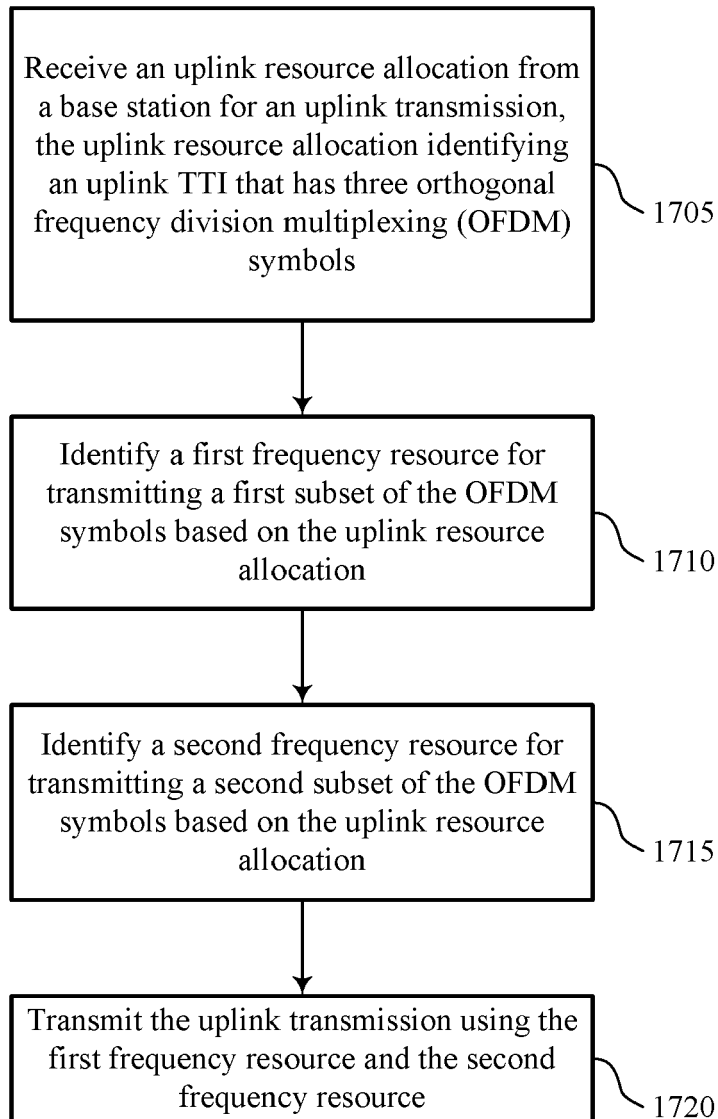 Receive an uplink resource allocation from
a base station for an uplink transmission,
the uplink resource allocation identifying
an uplink TTI that has three orthogonal
frequency division multiplexing (OFDM)
symbols
1705
Identify a first frequency resource for
transmitting a first subset of the OFDM
symbols based on the uplink resource
allocation
1710
Identify a second frequency resource for
transmitting a second subset of the OFDM
symbols based on the uplink resource
allocation
1715
Transmit the uplink transmission using the
first frequency resource and the second
frequency resource
1720